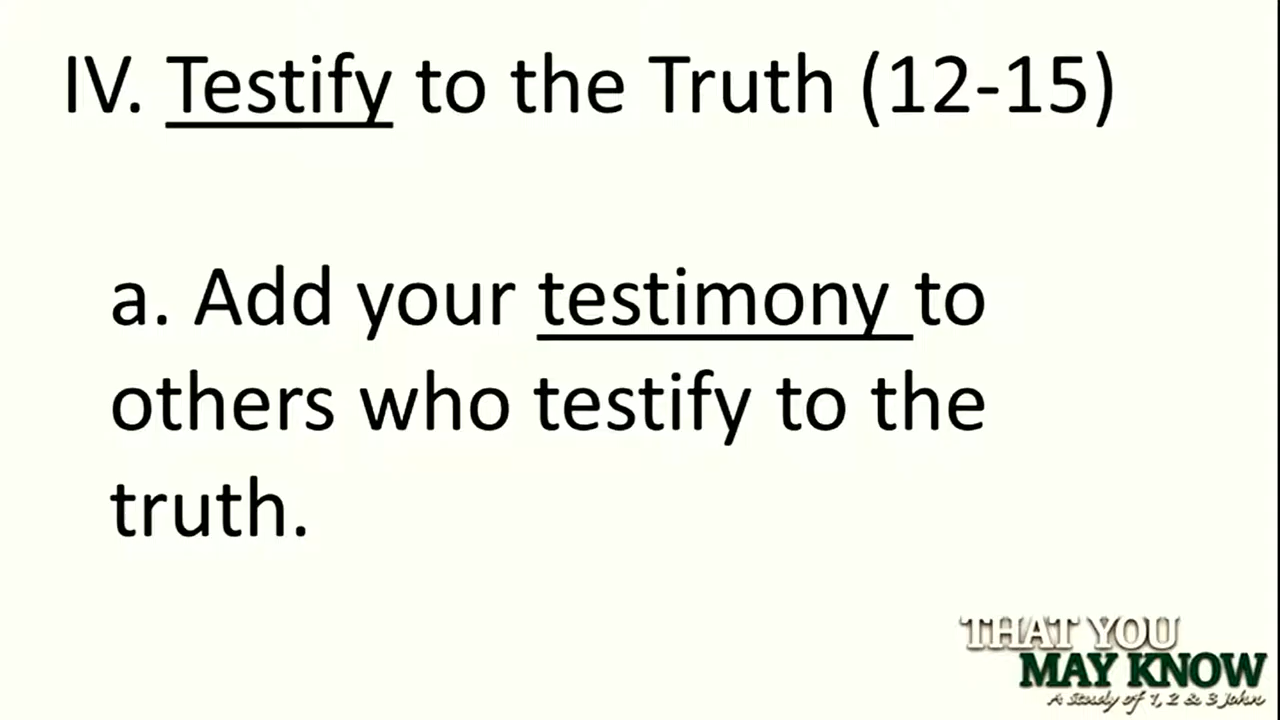 IV. Testify to the Truth (12-15)
a. Add your testimony to
others who testify to the
truth.
THAT YOU
MAY KNOW
A Study of 1, 2 & 3 John